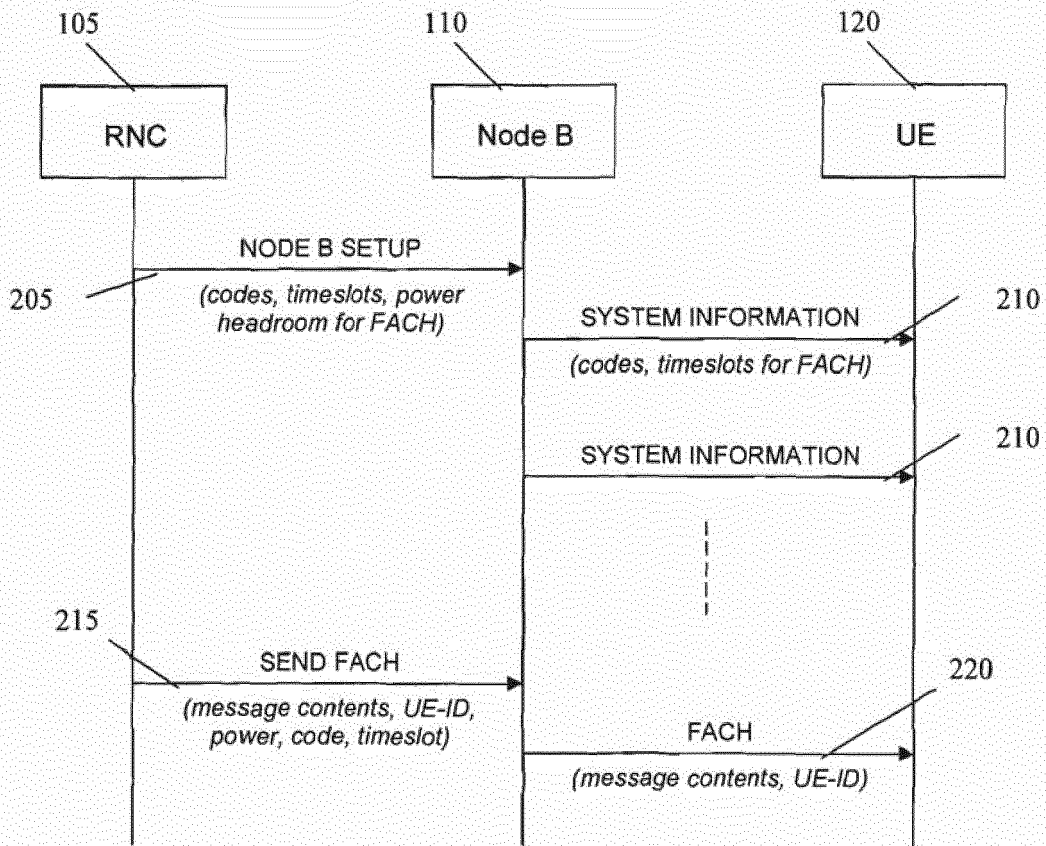 105
110
120
RNC
Node B
UE
NODE B SETUP
205
(codes, timeslots, power
headroom for FACH)
SYSTEM INFORMATION
210
(codes, timeslots for FACH)
SYSTEM INFORMATION
210
215
SEND FACH
(message contents, UE-ID,
power, code, timeslot)
220
FACH
(message contents, UE-ID)